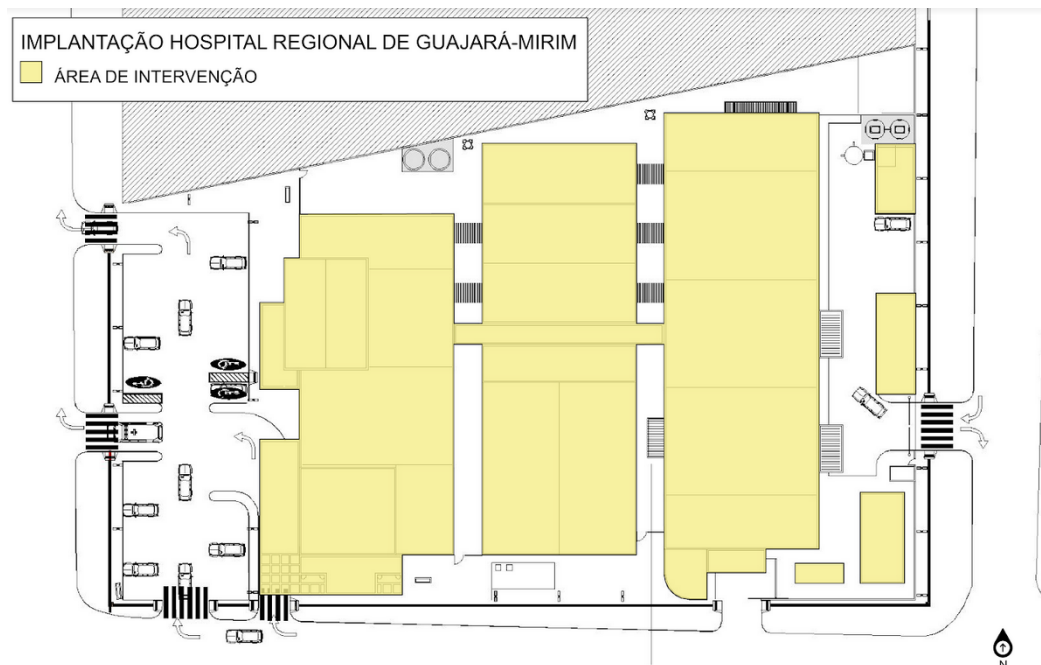 IMPLANTAÇÃO HOSPITAL REGIONAL DE GUAJARÁ-MIRIM
ÁREA DE INTERVENÇÃO
N